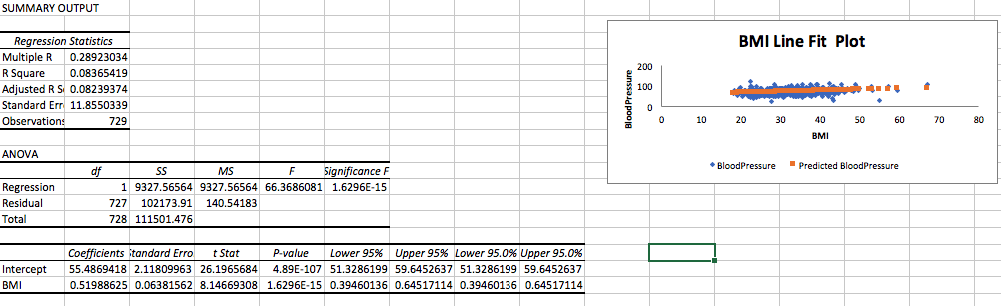 SUMMARY OUTPUT
Regression Statistics
Multiple R 0.28923034
R Square 0.08365419
Adjusted R S 0.08239374
Standard Err 11.8550339
Observations 729
ANOVA
df SS MS F Significance F
Regression 1 9327.56564 9327.56564 66.3686081 1.6296E-15
Residual 727 102173.91 140.54183
Total 728 111501.476
Coefficients Standard Erro t Stat P-value Lower 95% Upper 95% Lower 95.0% Upper 95.0%
Intercept 55.4869418 2.11809963 26.1965684 4.89E-107 51.3286199 59.6452637 51.3286199 59.6452637
BMI 0.51988625 0.06381562 8.14669308 1.6296E-15 0.39460136 0.64517114 0.39460136 0.64517114
BMI Line Fit Plot
BloodPressure
200
100
0
0 10 20 30 40 50 60 70 80
BMI
BloodPressure Predicted BloodPressure